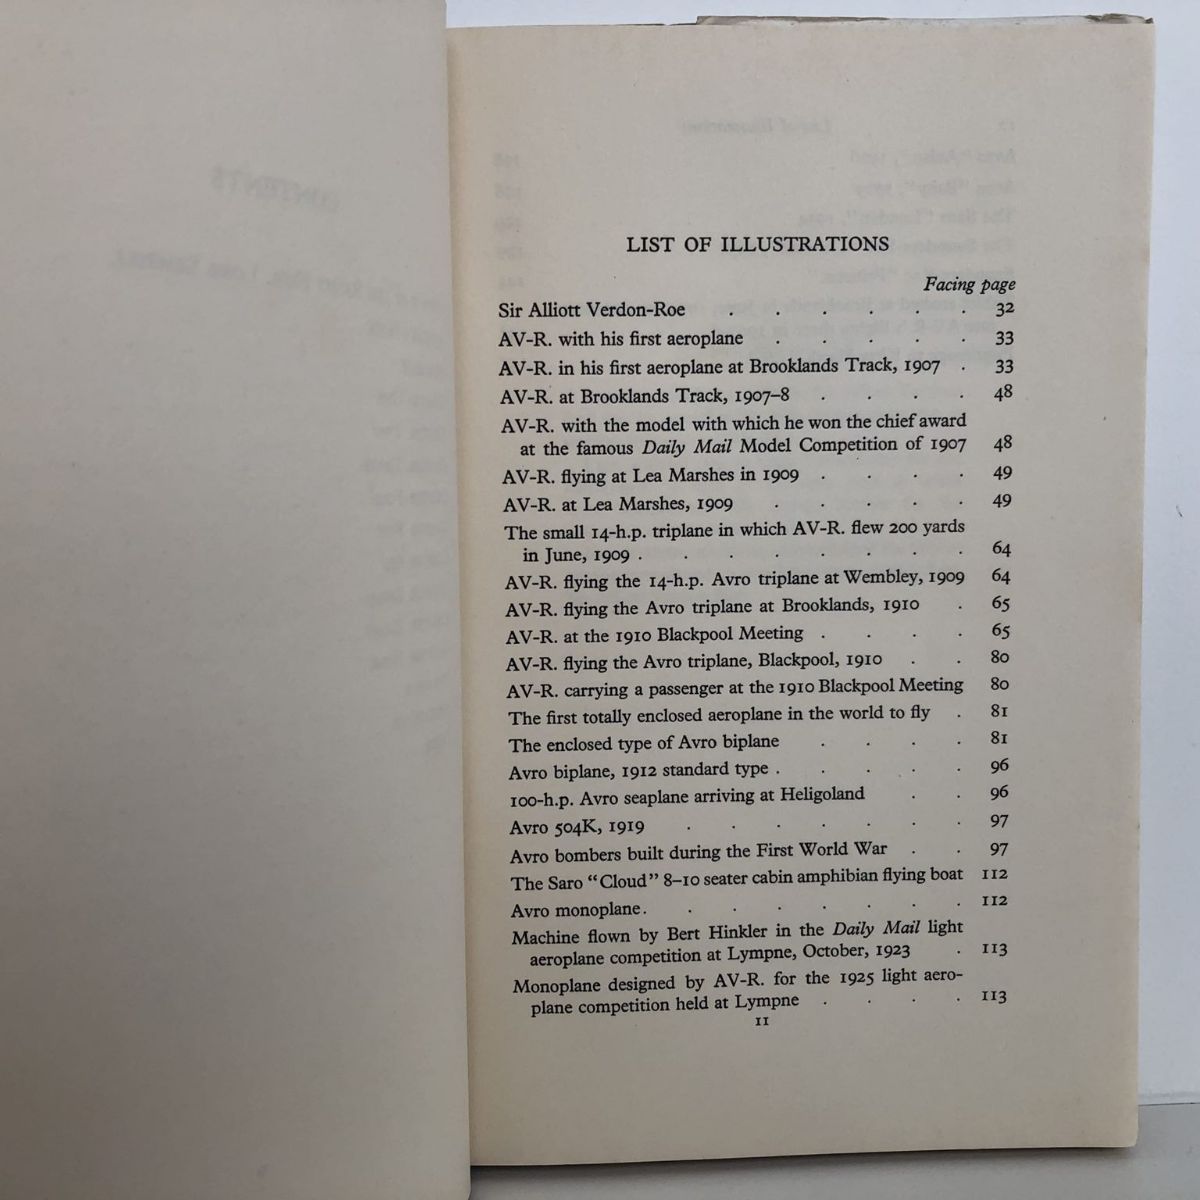 LIST OF ILLUSTRATIONS
Facing page
Sir Alliott Verdon-Roe . . . . . . 32
AV-R. with his first aeroplane . . . . . 33
AV-R. in his first aeroplane at Brooklands Track, 1907 . 33
AV-R. at Brooklands Track, 1907–8 . . . . 48
AV-R. with the model with which he won the chief award
at the famous Daily Mail Model Competition of 1907 48
AV-R. flying at Lea Marshes in 1909 . . . . 49
AV-R. at Lea Marshes, 1909 . . . . . 49
The small 14-h.p. triplane in which AV-R. flew 200 yards
in June, 1909 . . . . . . . . 64
AV-R. flying the 14-h.p. Avro triplane at Wembley, 1909 64
AV-R. flying the Avro triplane at Brooklands, 1910 . 65
AV-R. at the 1910 Blackpool Meeting . . . . 65
AV-R. flying the Avro triplane, Blackpool, 1910 . . 80
AV-R. carrying a passenger at the 1910 Blackpool Meeting 80
The first totally enclosed aeroplane in the world to fly . 81
The enclosed type of Avro biplane . . . . 81
Avro biplane, 1912 standard type . . . . . 96
100-h.p. Avro seaplane arriving at Heligoland . . 96
Avro 504K, 1919 . . . . . . . 97
Avro bombers built during the First World War . . 97
The Saro "Cloud" 8–10 seater cabin amphibian flying boat 112
Avro monoplane. . . . . . . . 112
Machine flown by Bert Hinkler in the Daily Mail light
aeroplane competition at Lympne, October, 1923 . 113
Monoplane designed by AV-R. for the 1925 light aero-
plane competition held at Lympne . . . . 113
11